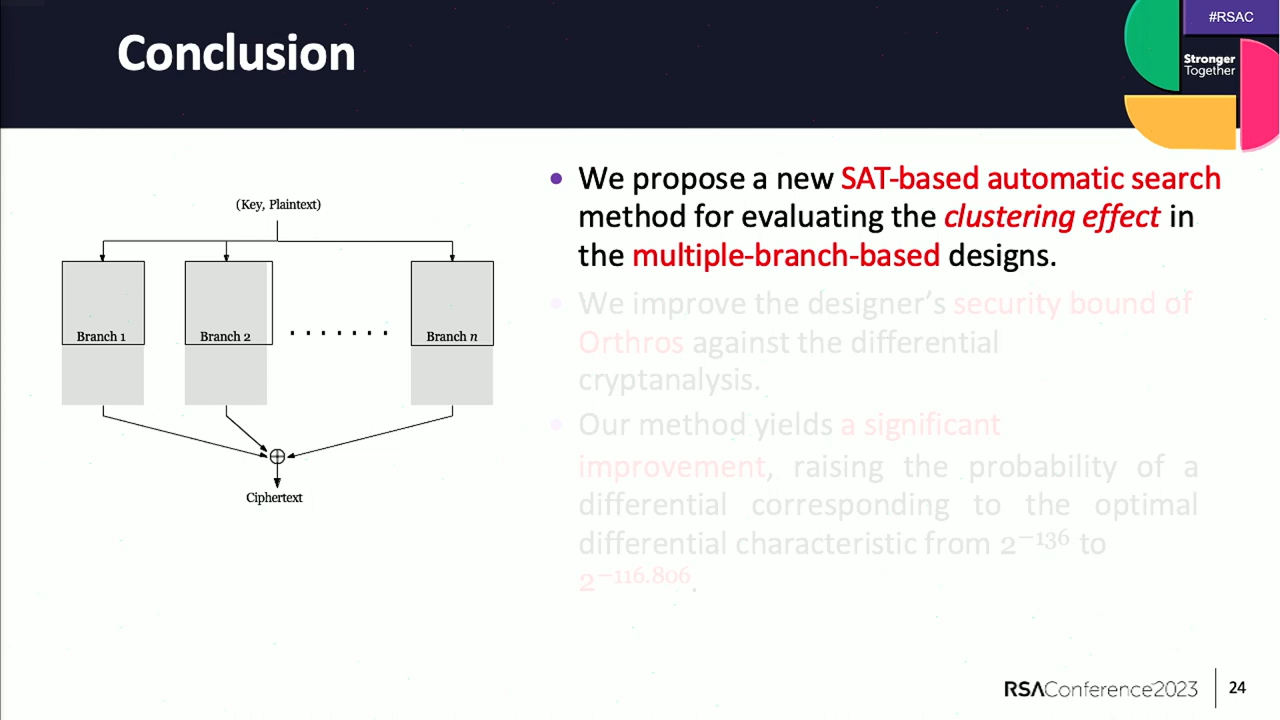 Conclusion
#RSAC
Stronger
Together
(Key, Plaintext)
Branch 1
Branch 2
Branch n
Ciphertext
• We propose a new SAT-based automatic search
method for evaluating the clustering effect in
the multiple-branch-based designs.
• We improve the designer’s security bound of
Orthros against the differential
cryptanalysis.
• Our method yields a significant
improvement, raising the probability of a
differential corresponding to the optimal
differential characteristic from 2⁻¹³⁶ to
2^−116.806.
RSAConference2023
24